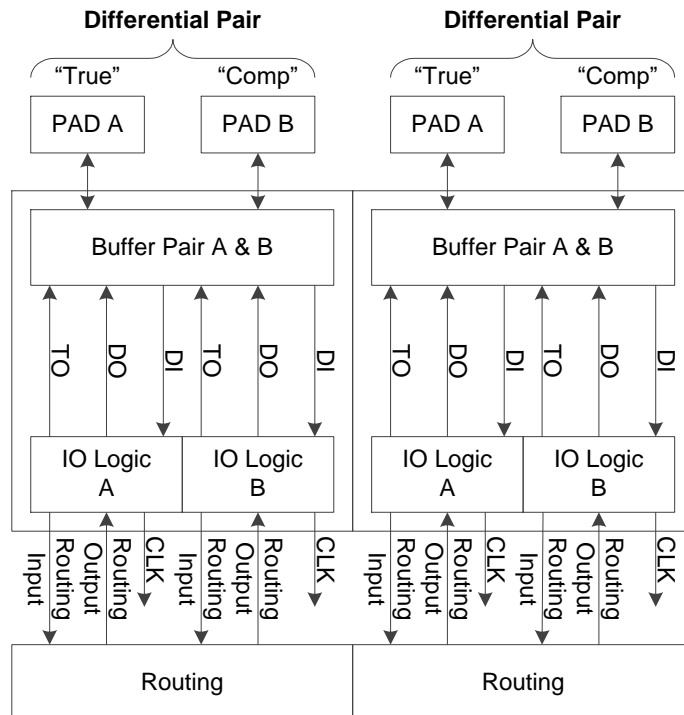 Differential Pair Differential Pair
“True” “Comp” “True” “Comp”
PAD A PAD B PAD A PAD B
Buffer Pair A & B Buffer Pair A & B
TO DO DI TO DO DI TO DO DI TO DO DI
IO Logic IO Logic IO Logic IO Logic
A B A B
Routing Input
Routing Output
CLK
Routing Input
Routing Output
CLK
Routing Input
Routing Output
CLK
Routing Input
Routing Output
CLK
Routing Routing